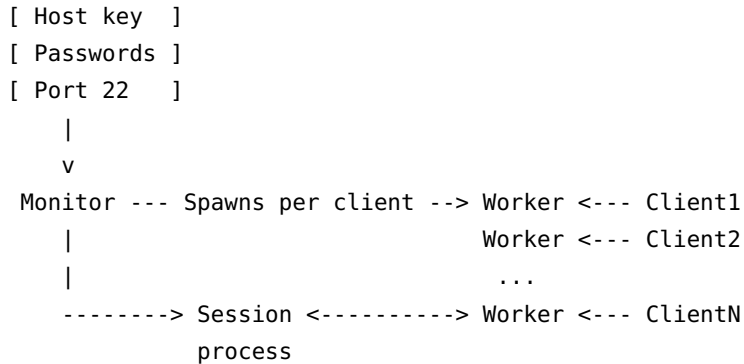 [ Host key  ]
[ Passwords ]
[ Port 22   ]
    |
    v
 Monitor --- Spawns per client --> Worker <--- Client1
    |                              Worker <--- Client2
    |                               ...
    --------> Session <----------> Worker <--- ClientN
              process